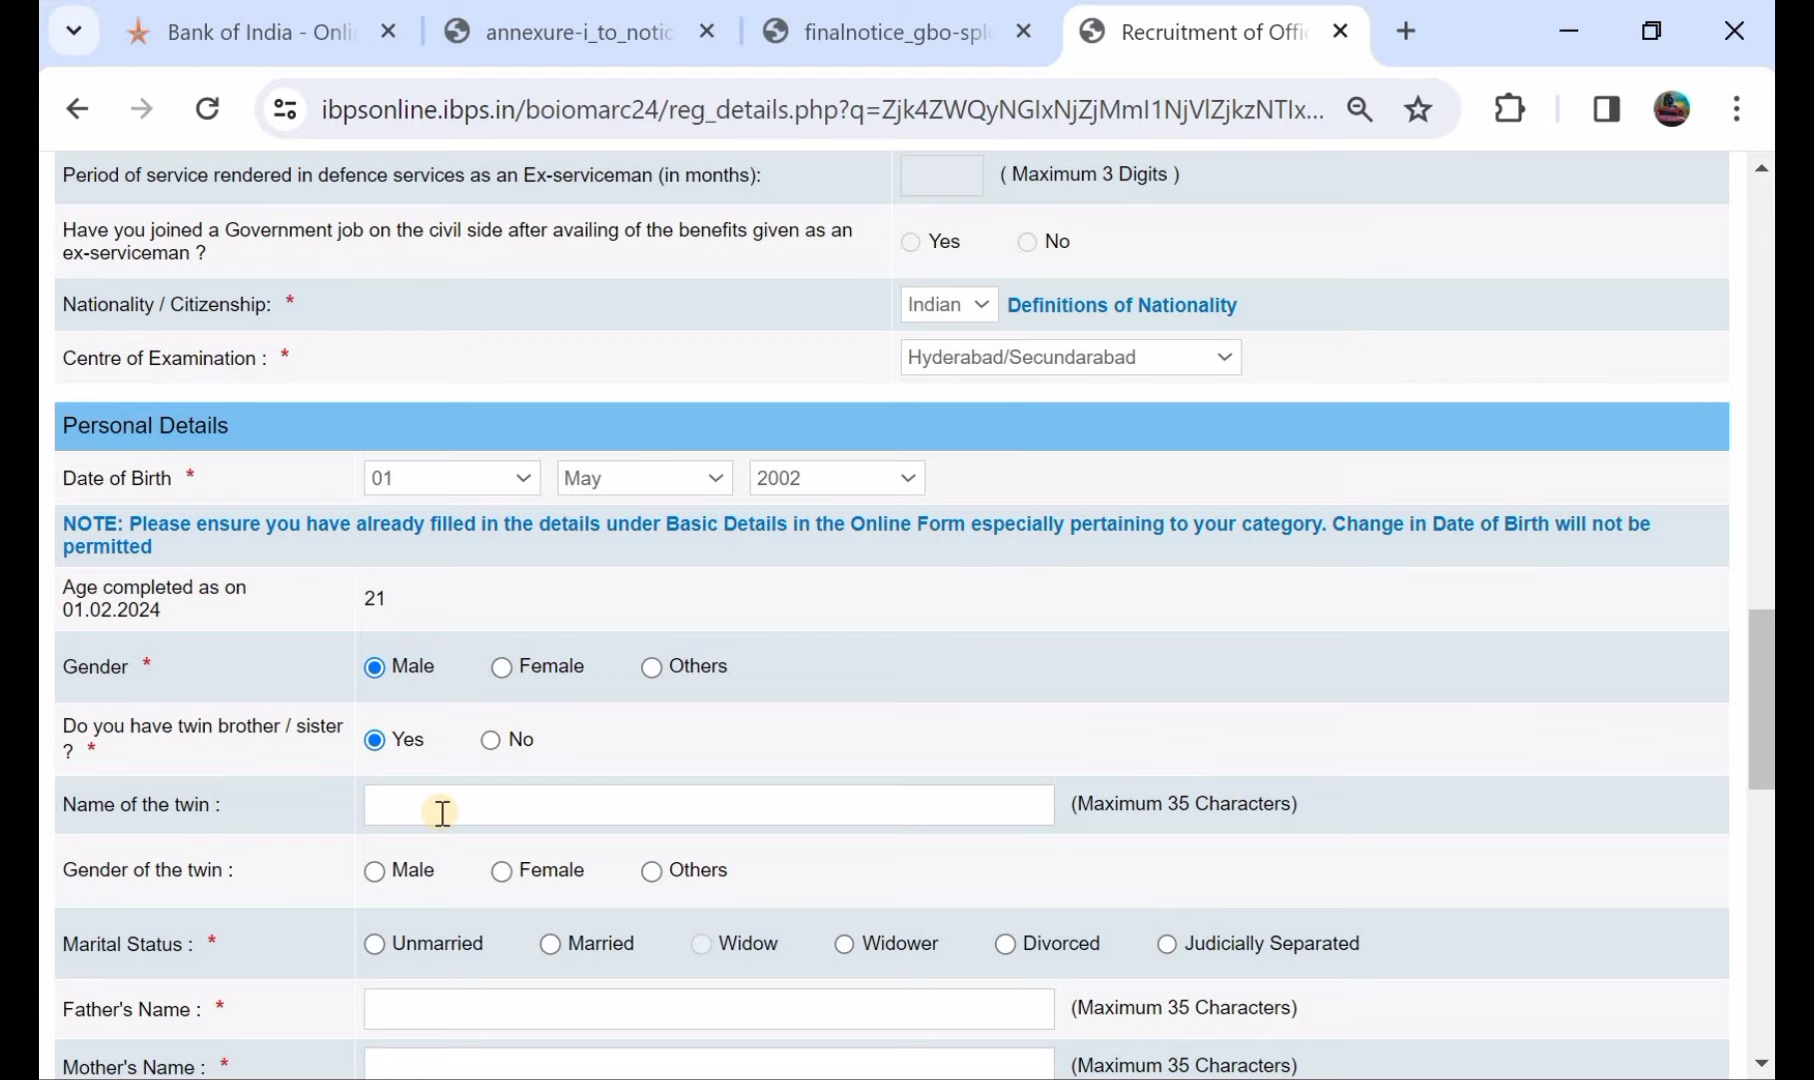 Bank of India - Onli
annexure-i_to_notic
finalnotice_gbo-spl
Recruitment of Offi
ibpsonline.ibps.in/boiomarc24/reg_details.php?q=Zjk4ZWQyNGIxNjZjMmI1NjVlZjkzNTIx...
Period of service rendered in defence services as an Ex-serviceman (in months): ( Maximum 3 Digits )
Have you joined a Government job on the civil side after availing of the benefits given as an
ex-serviceman ? Yes No
Nationality / Citizenship: * Indian Definitions of Nationality
Centre of Examination : * Hyderabad/Secundarabad
Personal Details
Date of Birth * 01 May 2002
NOTE: Please ensure you have already filled in the details under Basic Details in the Online Form especially pertaining to your category. Change in Date of Birth will not be
permitted
Age completed as on
01.02.2024 21
Gender * Male Female Others
Do you have twin brother / sister
? * Yes No
Name of the twin : (Maximum 35 Characters)
Gender of the twin : Male Female Others
Marital Status : * Unmarried Married Widow Widower Divorced Judicially Separated
Father's Name : * (Maximum 35 Characters)
Mother's Name : * (Maximum 35 Characters)